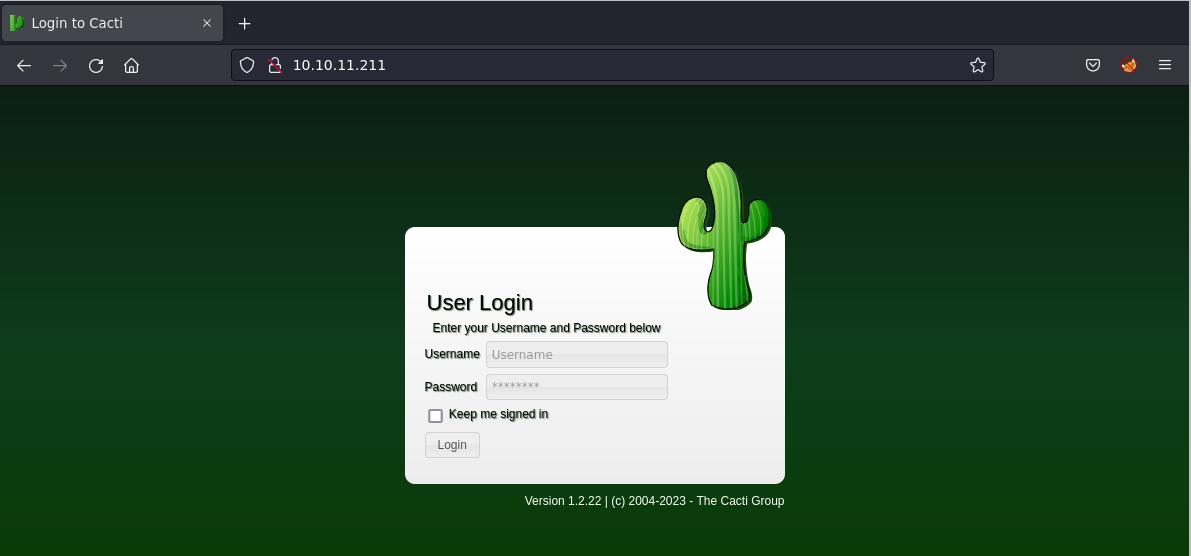 Login to Cacti
10.10.11.211
User Login
Enter your Username and Password below
Username Username
Password ********
Keep me signed in
Login
Version 1.2.22 | (c) 2004-2023 - The Cacti Group